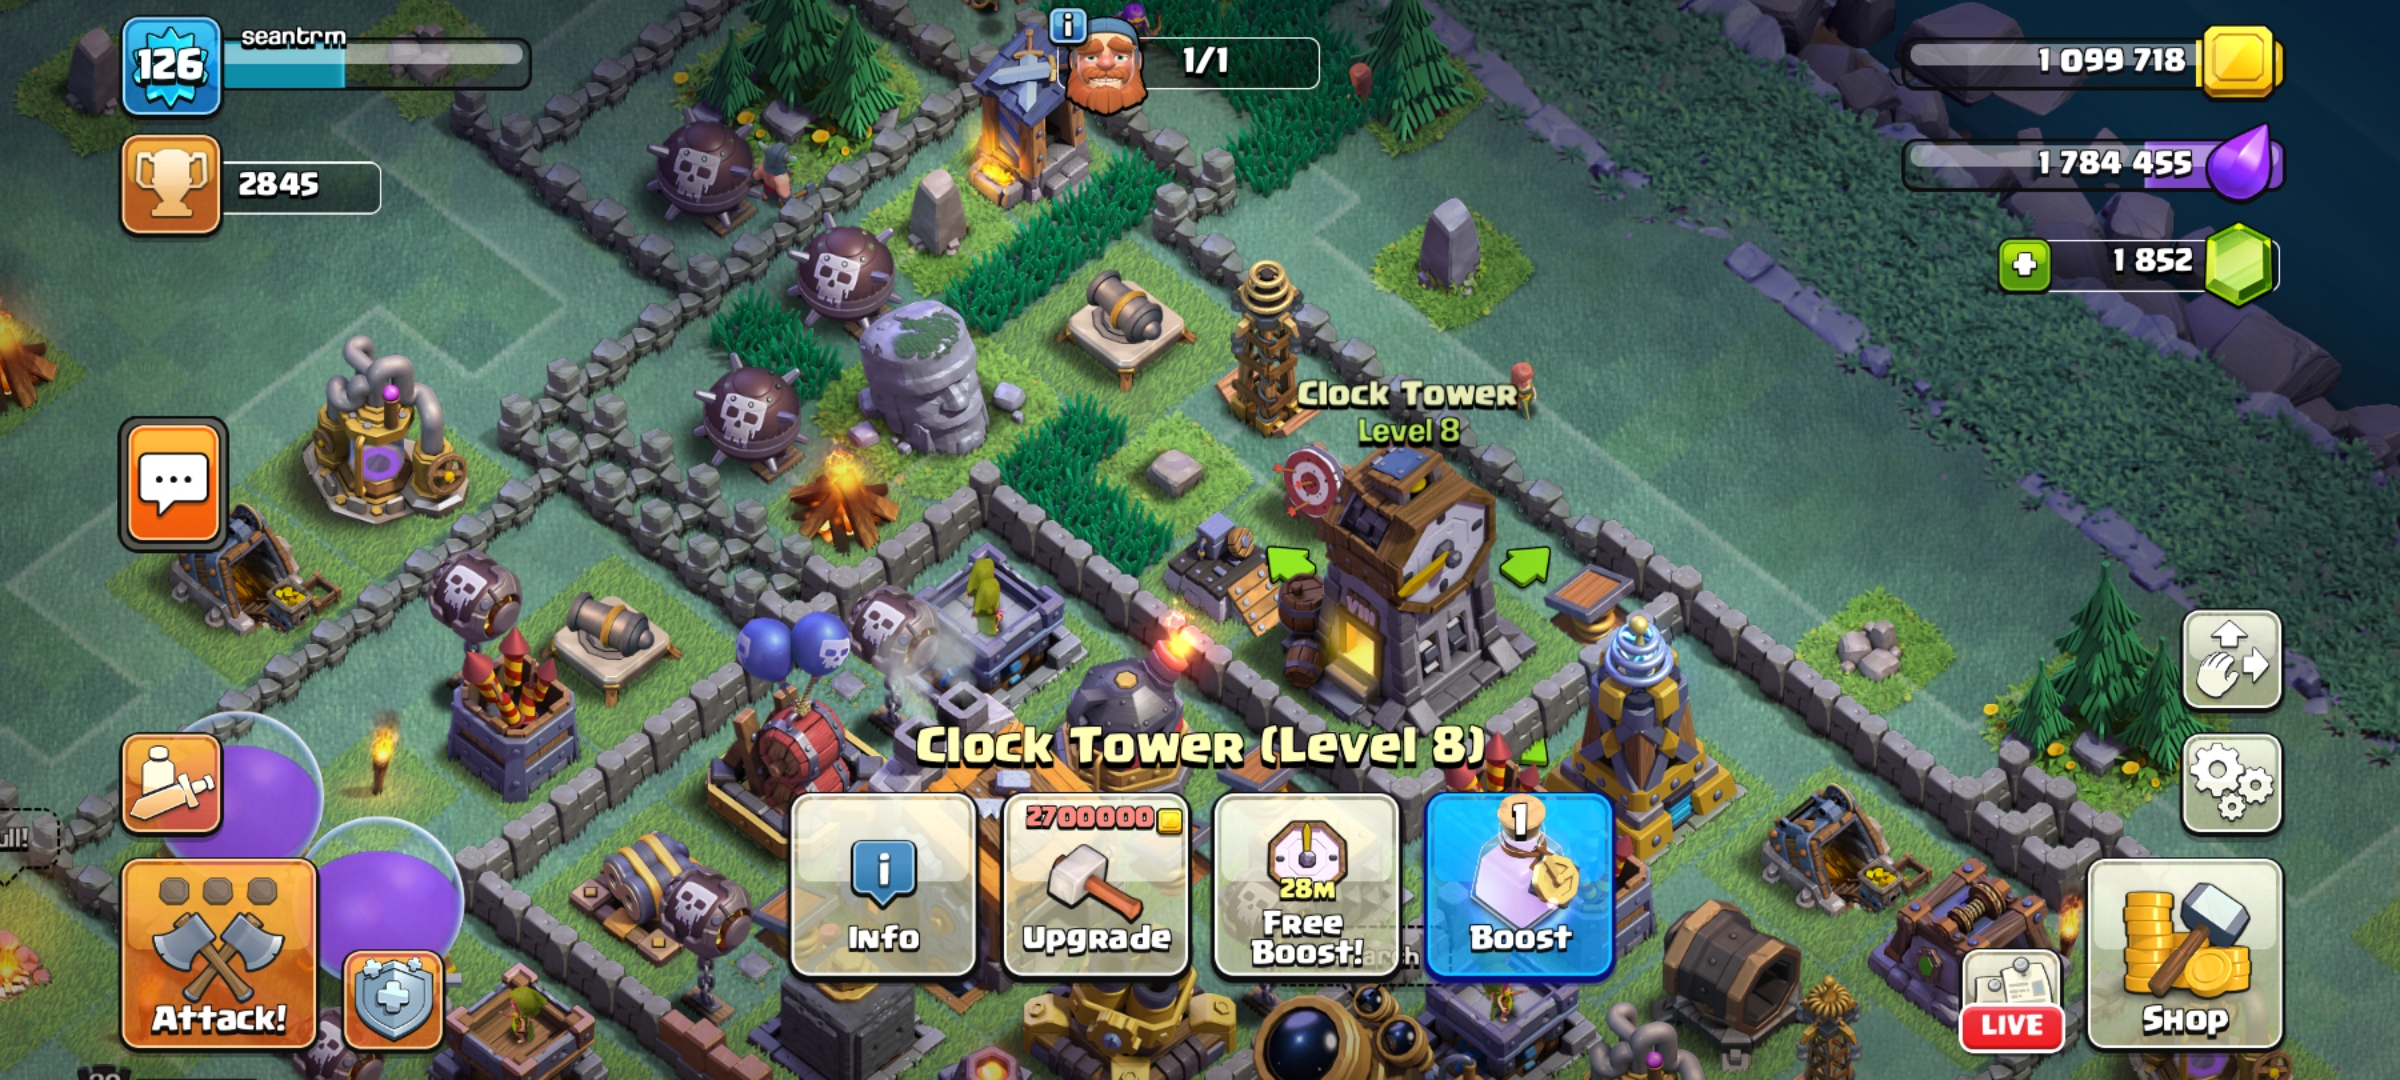 126
seantrm
1/1
1 099 718
2845
1 784 455
1 852
Clock Tower
Level 8
VIII
Clock Tower (Level 8)
Info
2700000
Upgrade
28M
Free
Boost!
1
Boost
Attack!
LIVE
Shop